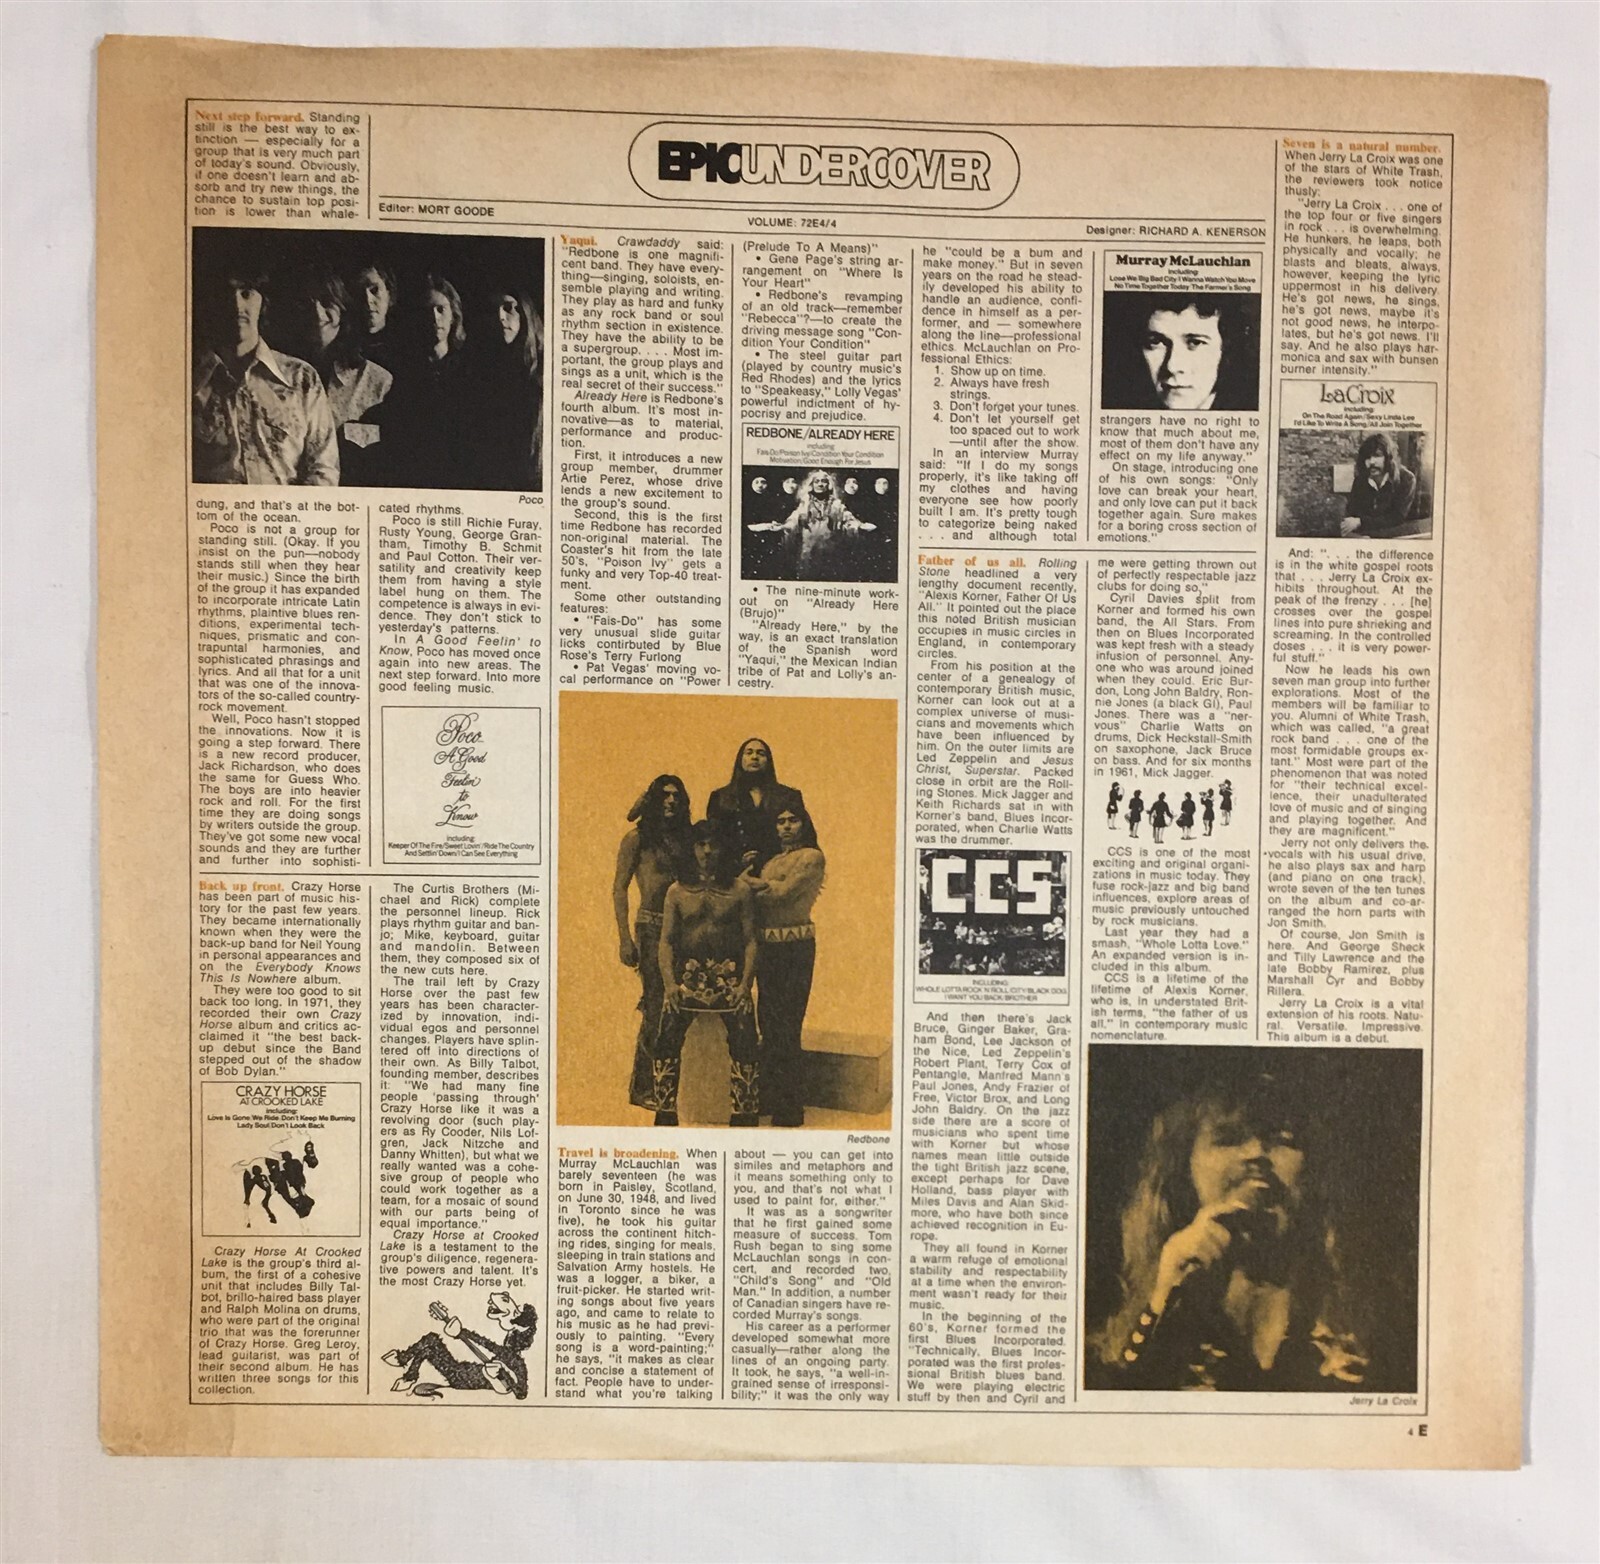 EPIC UNDERCOVER
Editor: MORT GOODE
VOLUME: 72E4/4
Designer: RICHARD A. KENERSON
Next step forward. Standing
still is the best way to ex-
tinction — especially for a
group that is very much part
of today's sound. Obviously,
if one doesn't learn and ab-
sorb and try new things, the
chance to sustain top posi-
tion is lower than whale-
Poco
dung, and that's at the bot-
tom of the ocean.
Poco is not a group for
standing still. (Okay. If you
insist on the pun—nobody
stands still when they hear
their music.) Since the birth
of the group it has expanded
to incorporate intricate Latin
rhythms, plaintive blues ren-
ditions, experimental tech-
niques, prismatic and con-
trapuntal harmonies, and
sophisticated phrasings and
lyrics. And all that for a unit
that was one of the innova-
tors of the so-called country-
rock movement.
Well, Poco hasn't stopped
the innovations. Now it is
going a step forward. There
is a new record producer,
Jack Richardson, who does
the same for Guess Who.
The boys are into heavier
rock and roll. For the first
time they are doing songs
by writers outside the group.
They've got some new vocal
sounds and they are further
and further into sophisti-
cated rhythms.
Poco is still Richie Furay,
Rusty Young, George Gran-
tham, Timothy B. Schmit
and Paul Cotton. Their ver-
satility and creativity keep
them from having a style
label hung on them. The
competence is always in evi-
dence. They don't stick to
yesterday's patterns.
In A Good Feelin' to
Know, Poco has moved once
again into new areas. The
next step forward. Into more
good feeling music.
Poco
A Good
Feelin'
to
Know
including:
Keeper Of The Fire/Sweet Lovin'/Ride The Country
And Settlin' Down/I Can See Everything
Back up front. Crazy Horse
has been part of music his-
tory for the past few years.
They became internationally
known when they were the
back-up band for Neil Young
in personal appearances and
on the Everybody Knows
This Is Nowhere album.
They were too good to sit
back too long. In 1971, they
recorded their own Crazy
Horse album and critics ac-
claimed it "the best back-
up debut since the Band
stepped out of the shadow
of Bob Dylan."
CRAZY HORSE
AT CROOKED LAKE
including:
Love Is Gone/We Ride/Don't Keep Me Burning
Lady Soul/Don't Look Back
Crazy Horse At Crooked
Lake is the group's third al-
bum, the first of a cohesive
unit that includes Billy Tal-
bot, brillo-haired bass player
and Ralph Molina on drums,
who were part of the original
trio that was the forerunner
of Crazy Horse. Greg Leroy,
lead guitarist, was part of
their second album. He has
written three songs for this
collection.
The Curtis Brothers (Mi-
chael and Rick) complete
the personnel lineup. Rick
plays rhythm guitar and ban-
jo; Mike, keyboard, guitar
and mandolin. Between
them, they composed six of
the new cuts here.
The trail left by Crazy
Horse over the past few
years has been character-
ized by innovation, indi-
vidual egos and personnel
changes. Players have splin-
tered off into directions of
their own. As Billy Talbot,
founding member, describes
it: "We had many fine
people 'passing through'
Crazy Horse like it was a
revolving door (such play-
ers as Ry Cooder, Nils Lof-
gren, Jack Nitzche and
Danny Whitten), but what we
really wanted was a cohe-
sive group of people who
could work together as a
team, for a mosaic of sound
with our parts being of
equal importance."
Crazy Horse at Crooked
Lake is a testament to the
group's diligence, regenera-
tive powers and talent. It's
the most Crazy Horse yet.
Yaqui. Crawdaddy said:
"Redbone is one magnifi-
cent band. They have every-
thing—singing, soloists, en-
semble playing and writing.
They play as hard and funky
as any rock band or soul
rhythm section in existence.
They have the ability to be
a supergroup. . . . Most im-
portant, the group plays and
sings as a unit, which is the
real secret of their success."
Already Here is Redbone's
fourth album. It's most in-
novative—as to material,
performance and produc-
tion.
First, it introduces a new
group member, drummer
Artie Perez, whose drive
lends a new excitement to
the group's sound.
Second, this is the first
time Redbone has recorded
non-original material. The
Coaster's hit from the late
50's, "Poison Ivy" gets a
funky and very Top-40 treat-
ment.
Some other outstanding
features:
• "Fais-Do" has some
very unusual slide guitar
licks contirbuted by Blue
Rose's Terry Furlong
• Pat Vegas' moving vo-
cal performance on "Power
(Prelude To A Means)"
• Gene Page's string ar-
rangement on "Where Is
Your Heart"
• Redbone's revamping
of an old track—remember
"Rebecca"?—to create the
driving message song "Con-
dition Your Condition"
• The steel guitar part
(played by country music's
Red Rhodes) and the lyrics
to "Speakeasy," Lolly Vegas'
powerful indictment of hy-
pocrisy and prejudice.
REDBONE/ALREADY HERE
including:
Fais-Do/Poison Ivy/Condition Your Condition
Motivation/Good Enough For Jesus
• The nine-minute work-
out on "Already Here
(Brujo)"
"Already Here," by the
way, is an exact translation
of the Spanish word
"Yaqui," the Mexican Indian
tribe of Pat and Lolly's an-
cestry.
Redbone
Travel is broadening. When
Murray McLauchlan was
barely seventeen (he was
born in Paisley, Scotland,
on June 30, 1948, and lived
in Toronto since he was
five), he took his guitar
across the continent hitch-
ing rides, singing for meals,
sleeping in train stations and
Salvation Army hostels. He
was a logger, a biker, a
fruit-picker. He started writ-
ing songs about five years
ago, and came to relate to
his music as he had previ-
ously to painting. "Every
song is a word-painting;"
he says, "it makes as clear
and concise a statement of
fact. People have to under-
stand what you're talking
about — you can get into
similes and metaphors and
it means something only to
you, and that's not what I
used to paint for, either."
It was as a songwriter
that he first gained some
measure of success. Tom
Rush began to sing some
McLauchlan songs in con-
cert, and recorded two,
"Child's Song" and "Old
Man." In addition, a number
of Canadian singers have re-
corded Murray's songs.
His career as a performer
developed somewhat more
casually—rather along the
lines of an ongoing party.
It took, he says, "a well-in-
grained sense of irresponsi-
bility;" it was the only way
he "could be a bum and
make money." But in seven
years on the road he stead-
ily developed his ability to
handle an audience, confi-
dence in himself as a per-
former, and — somewhere
along the line—professional
ethics. McLauchlan on Pro-
fessional Ethics:
1. Show up on time.
2. Always have fresh
strings.
3. Don't forget your tunes.
4. Don't let yourself get
too spaced out to work
—until after the show.
In an interview Murray
said: "If I do my songs
properly, it's like taking off
my clothes and having
everyone see how poorly
built I am. It's pretty tough
to categorize being naked
. . . and although total
Murray McLauchlan
Including:
Lose We/Big Bad City/I Wanna Watch You Move
No Time Together Today/The Farmer's Song
strangers have no right to
know that much about me,
most of them don't have any
effect on my life anyway."
On stage, introducing one
of his own songs: "Only
love can break your heart,
and only love can put it back
together again. Sure makes
for a boring cross section of
emotions."
Father of us all. Rolling
Stone headlined a very
lengthy document recently,
"Alexis Korner, Father Of Us
All." It pointed out the place
this noted British musician
occupies in music circles in
England, in contemporary
circles.
From his position at the
center of a genealogy of
contemporary British music,
Korner can look out at a
complex universe of musi-
cians and movements which
have been influenced by
him. On the outer limits are
Led Zeppelin and Jesus
Christ, Superstar. Packed
close in orbit are the Roll-
ing Stones. Mick Jagger and
Keith Richards sat in with
Korner's band, Blues Incor-
porated, when Charlie Watts
was the drummer.
CCS
INCLUDING:
WHOLE LOTTA ROCK 'N ROLL/CITY/BLACK DOG
I WANT YOU BACK/BROTHER
And then there's Jack
Bruce, Ginger Baker, Gra-
ham Bond, Lee Jackson of
the Nice, Led Zeppelin's
Robert Plant, Terry Cox of
Pentangle, Manfred Mann's
Paul Jones, Andy Frazier of
Free, Victor Brox, and Long
John Baldry. On the jazz
side there are a score of
musicians who spent time
with Korner but whose
names mean little outside
the tight British jazz scene,
except perhaps for Dave
Holland, bass player with
Miles Davis and Alan Skid-
more, who have both since
achieved recognition in Eu-
rope.
They all found in Korner
a warm refuge of emotional
stability and respectability
at a time when the environ-
ment wasn't ready for their
music.
In the beginning of the
60's, Korner formed the
first Blues Incorporated.
"Technically, Blues Incor-
porated was the first profes-
sional British blues band.
We were playing electric
stuff by then and Cyril and
me were getting thrown out
of perfectly respectable jazz
clubs for doing so,"
Cyril Davies split from
Korner and formed his own
band, the All Stars. From
then on Blues Incorporated
was kept fresh with a steady
infusion of personnel. Any-
one who was around joined
when they could. Eric Bur-
don, Long John Baldry, Ron-
nie Jones (a black GI), Paul
Jones. There was a "ner-
vous" Charlie Watts on
drums, Dick Heckstall-Smith
on saxophone, Jack Bruce
on bass. And for six months
in 1961, Mick Jagger.
CCS is one of the most
exciting and original organi-
zations in music today. They
fuse rock-jazz and big band
influences, explore areas of
music previously untouched
by rock musicians.
Last year they had a
smash, "Whole Lotta Love."
An expanded version is in-
cluded in this album.
CCS is a lifetime of the
lifetime of Alexis Korner,
who is, in understated Brit-
ish terms, "the father of us
all," in contemporary music
nomenclature.
Seven is a natural number.
When Jerry La Croix was one
of the stars of White Trash,
the reviewers took notice
thusly:
"Jerry La Croix . . . one of
the top four or five singers
in rock . . . is overwhelming.
He hunkers, he leaps, both
physically and vocally; he
blasts and bleats, always,
however, keeping the lyric
uppermost in his delivery.
He's got news, he sings,
he's got news, maybe it's
not good news, he interpo-
lates, but he's got news. I'll
say. And he also plays har-
monica and sax with bunsen
burner intensity."
LaCroix
including:
On The Road Again/Sexy Linda Lee
I'd Like To Write A Song/All Join Together
And: ". . . the difference
is in the gospel roots
that . . . Jerry La Croix ex-
hibits throughout. At the
peak of the frenzy . . . [he]
crosses over the gospel
lines into pure shrieking and
screaming. In the controlled
doses . . . it is very power-
ful stuff."
Now he leads his own
seven man group into further
explorations. Most of the
members will be familiar to
you. Alumni of White Trash,
which was called, "a great
rock band . . . one of the
most formidable groups ex-
tant." Most were part of the
phenomenon that was noted
for "their technical excel-
lence, their unadulterated
love of music and of singing
and playing together. And
they are magnificent."
Jerry not only delivers the
vocals with his usual drive,
he also plays sax and harp
(and piano on one track),
wrote seven of the ten tunes
on the album and co-ar-
ranged the horn parts with
Jon Smith.
Of course, Jon Smith is
here. And George Sheck
and Tilly Lawrence and the
late Bobby Ramirez, plus
Marshall Cyr and Bobby
Rillera.
Jerry La Croix is a vital
extension of his roots. Natu-
ral. Versatile. Impressive.
This album is a debut.
Jerry La Croix
4 E